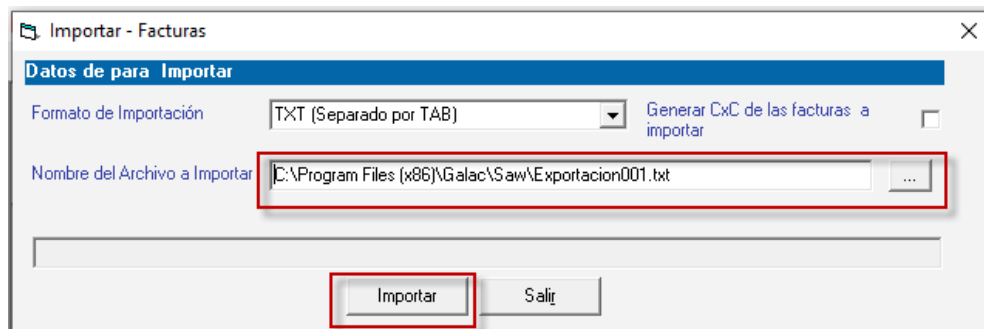 Importar - Facturas
Datos de para Importar
Formato de Importación
TXT (Separado por TAB)
Generar CxC de las facturas a
importar
Nombre del Archivo a Importar
C:\Program Files (x86)\Galac\Saw\Exportacion001.txt
...
Importar
Salir